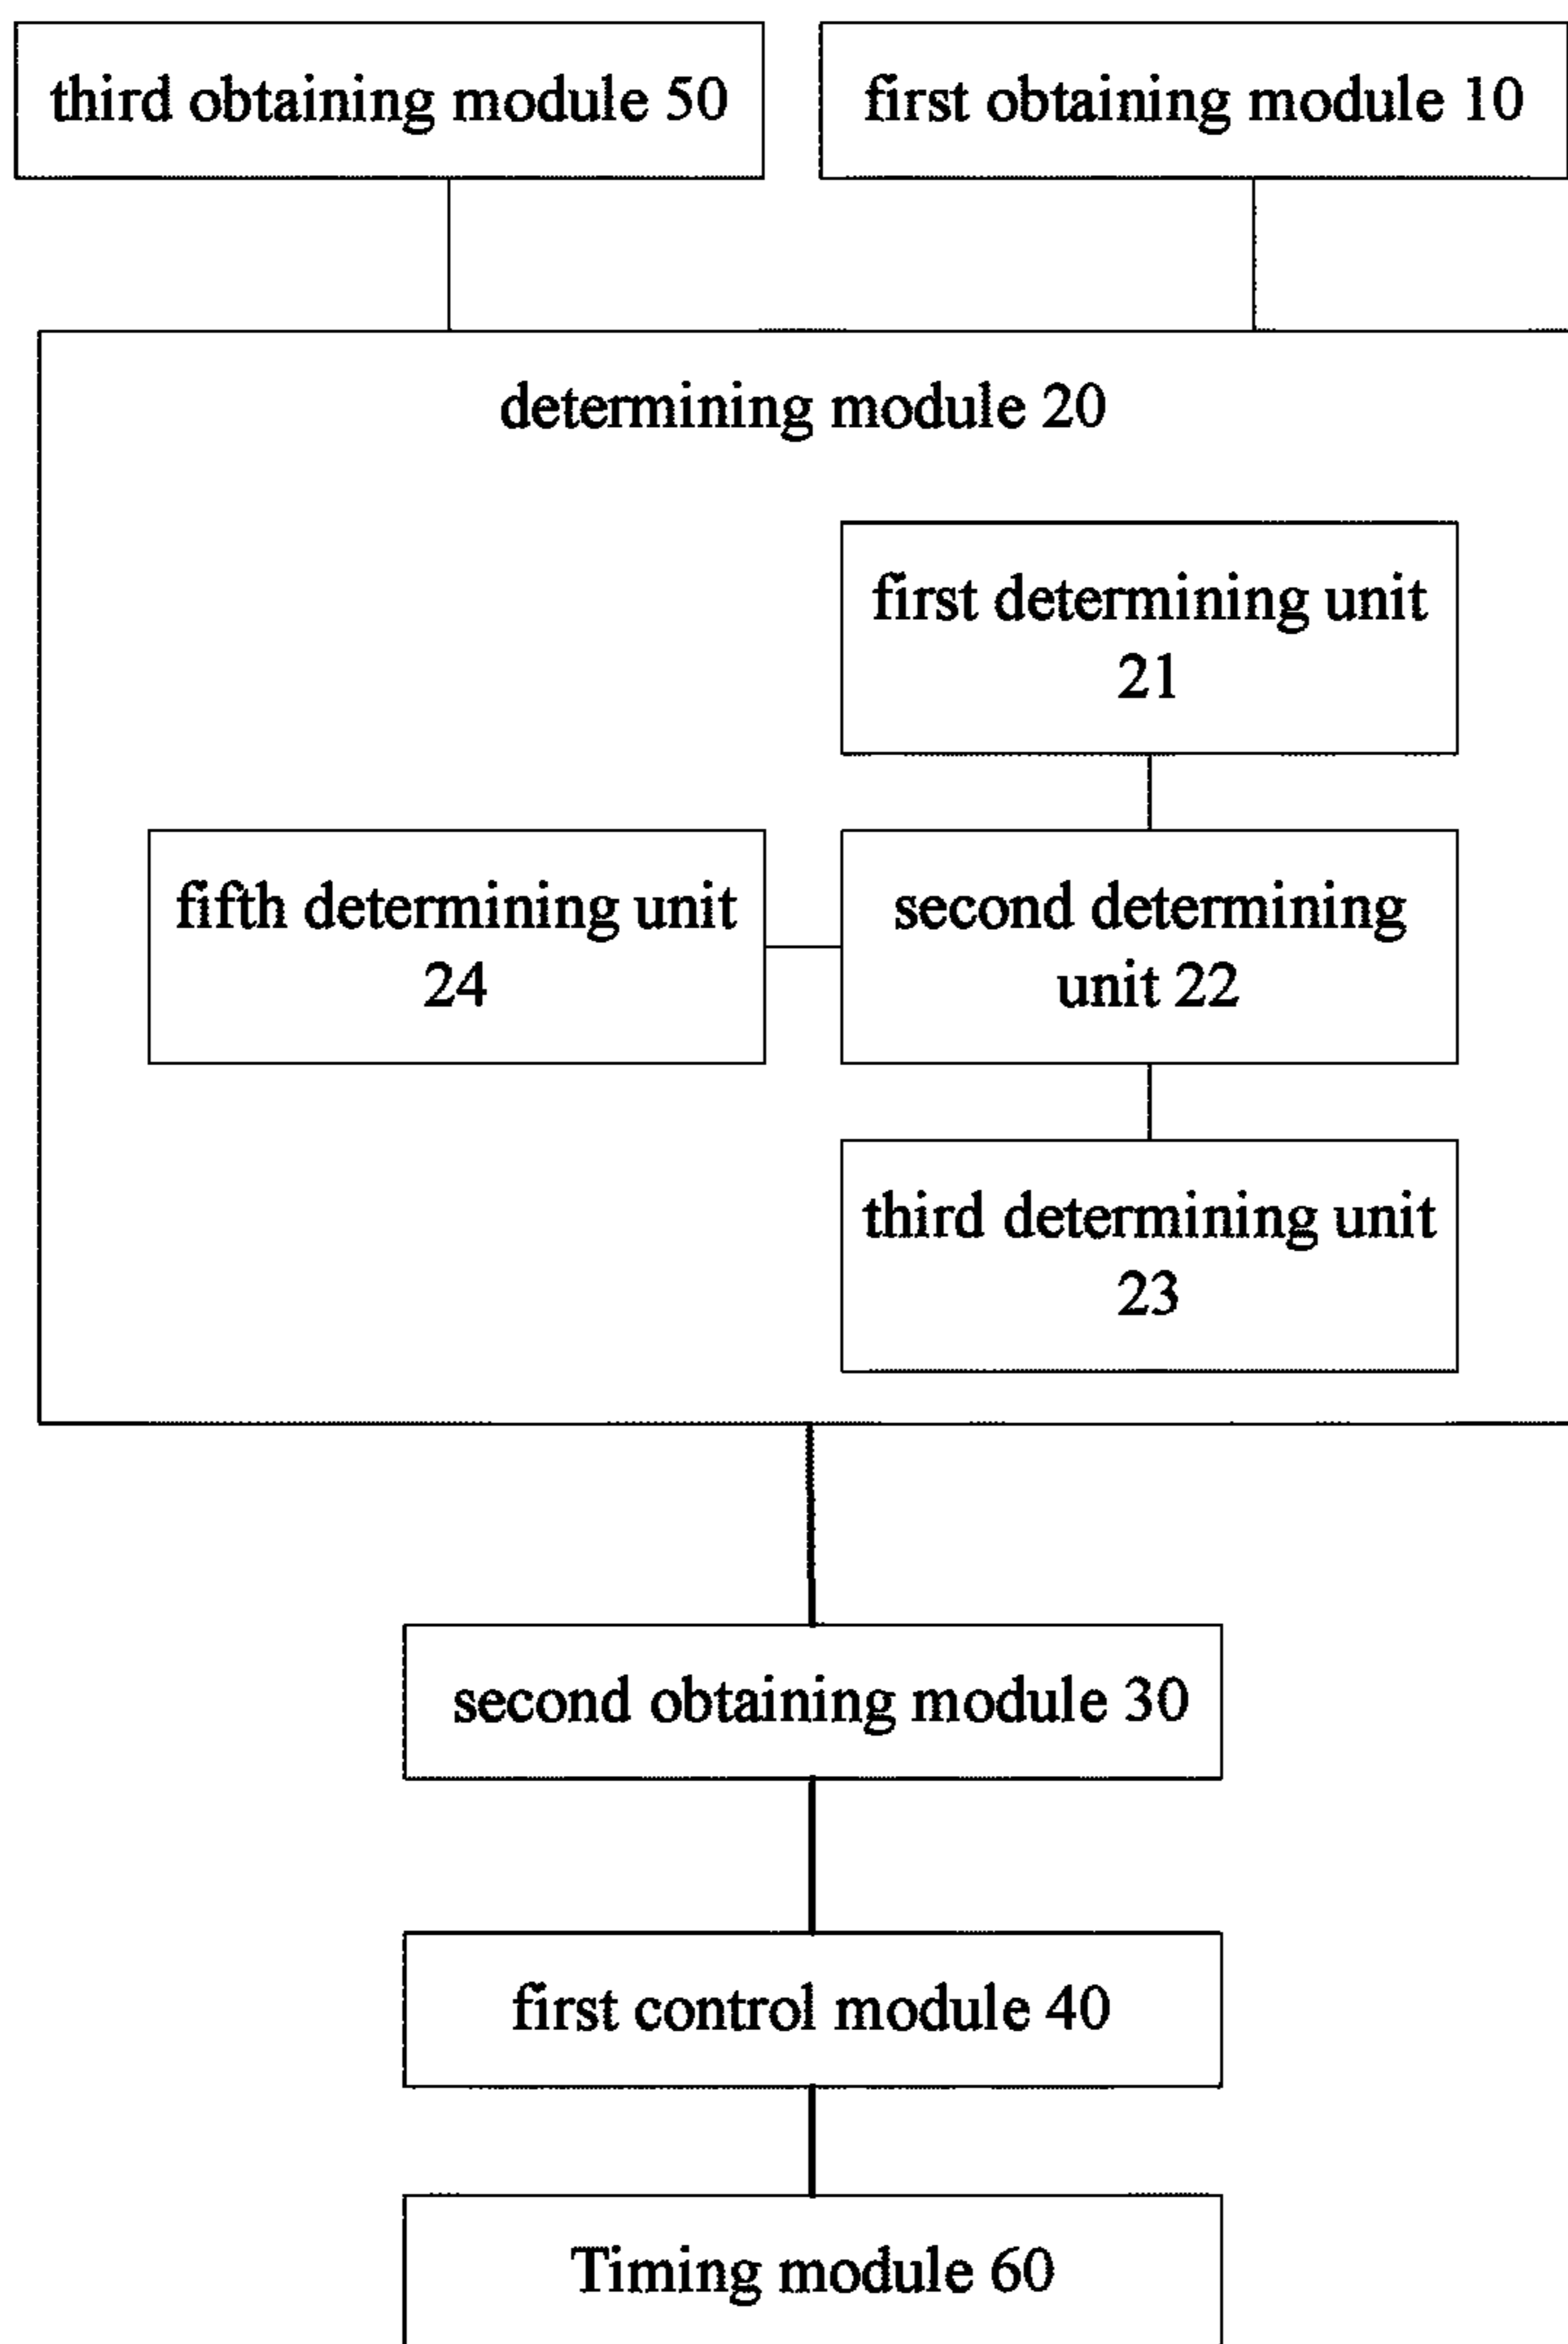 third obtaining module 50
first obtaining module 10
determining module 20
first determining unit
21
fifth determining unit
24
second determining
unit 22
third determining unit
23
second obtaining module 30
first control module 40
Timing module 60